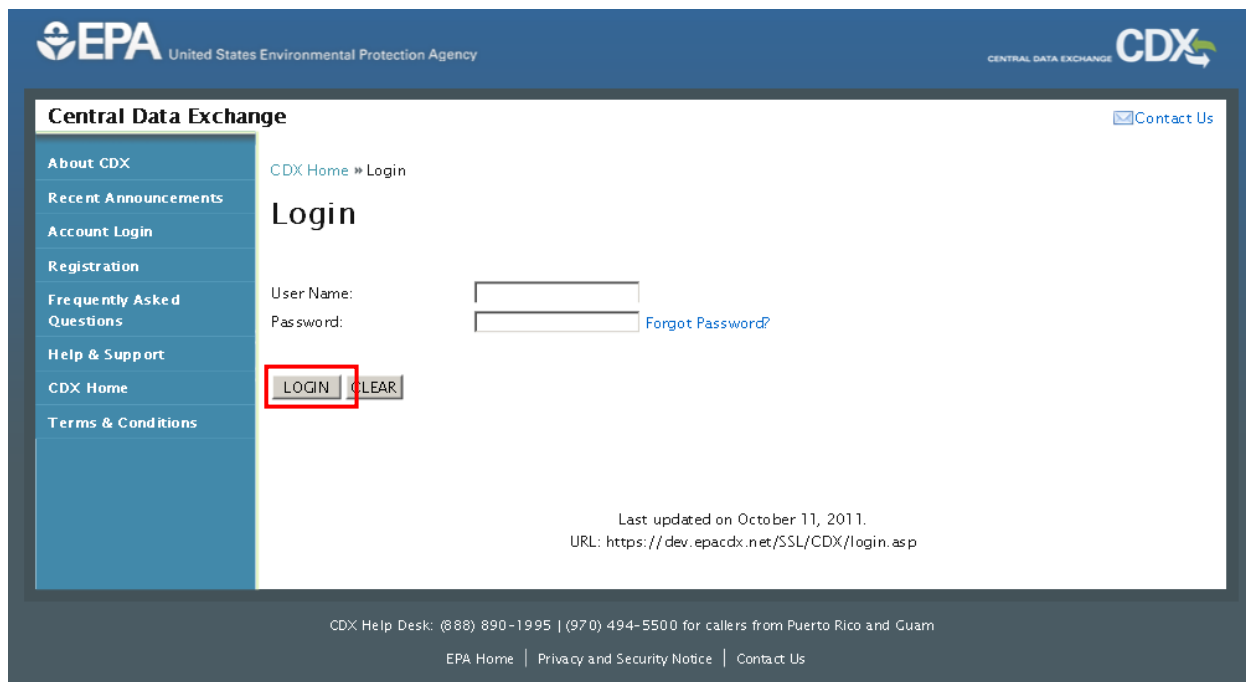 EPA United States Environmental Protection Agency
CENTRAL DATA EXCHANGE CDX
Central Data Exchange
Contact Us
About CDX
Recent Announcements
Account Login
Registration
Frequently Asked
Questions
Help & Support
CDX Home
Terms & Conditions
CDX Home » Login
Login
User Name:
Password:
Forgot Password?
LOGIN
CLEAR
Last updated on October 11, 2011.
URL: https://dev.epacdx.net/SSL/CDX/login.asp
CDX Help Desk: (888) 890-1995 | (970) 494-5500 for callers from Puerto Rico and Guam
EPA Home | Privacy and Security Notice | Contact Us